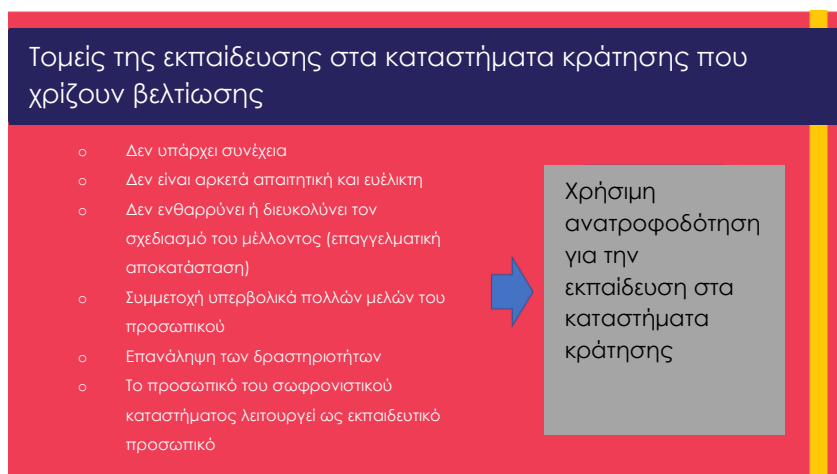 Τομείς της εκπαίδευσης στα καταστήματα κράτησης που
χρίζουν βελτίωσης
o Δεν υπάρχει συνέχεια
o Δεν είναι αρκετά απαιτητική και ευέλικτη
o Δεν ενθαρρύνει ή διευκολύνει τον
σχεδιασμό του μέλλοντος (επαγγελματική
αποκατάσταση)
o Συμμετοχή υπερβολικά πολλών μελών του
προσωπικού
o Επανάληψη των δραστηριοτήτων
o Το προσωπικό του σωφρονιστικού
καταστήματος λειτουργεί ως εκπαιδευτικό
προσωπικό
Χρήσιμη
ανατροφοδότηση
για την
εκπαίδευση στα
καταστήματα
κράτησης